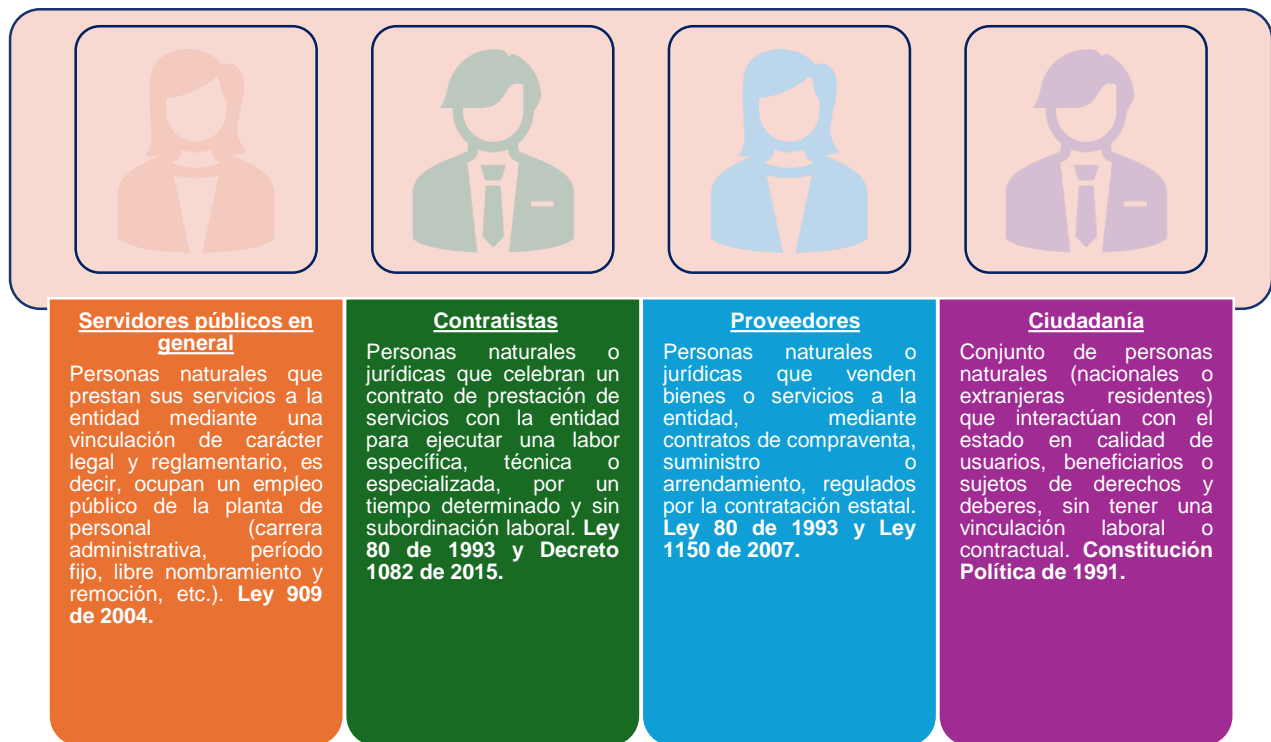 Servidores públicos en
general
Personas naturales que
prestan sus servicios a la
entidad mediante una
vinculación de carácter
legal y reglamentario, es
decir, ocupan un empleo
público de la planta de
personal (carrera
administrativa, período
fijo, libre nombramiento y
remoción, etc.). Ley 909
de 2004.
Contratistas
Personas naturales o
jurídicas que celebran un
contrato de prestación de
servicios con la entidad
para ejecutar una labor
específica, técnica o
especializada, por un
tiempo determinado y sin
subordinación laboral. Ley
80 de 1993 y Decreto
1082 de 2015.
Proveedores
Personas naturales o
jurídicas que venden
bienes o servicios a la
entidad, mediante
contratos de compraventa,
suministro o
arrendamiento, regulados
por la contratación estatal.
Ley 80 de 1993 y Ley
1150 de 2007.
Ciudadanía
Conjunto de personas
naturales (nacionales o
extranjeras residentes)
que interactúan con el
estado en calidad de
usuarios, beneficiarios o
sujetos de derechos y
deberes, sin tener una
vinculación laboral o
contractual. Constitución
Política de 1991.